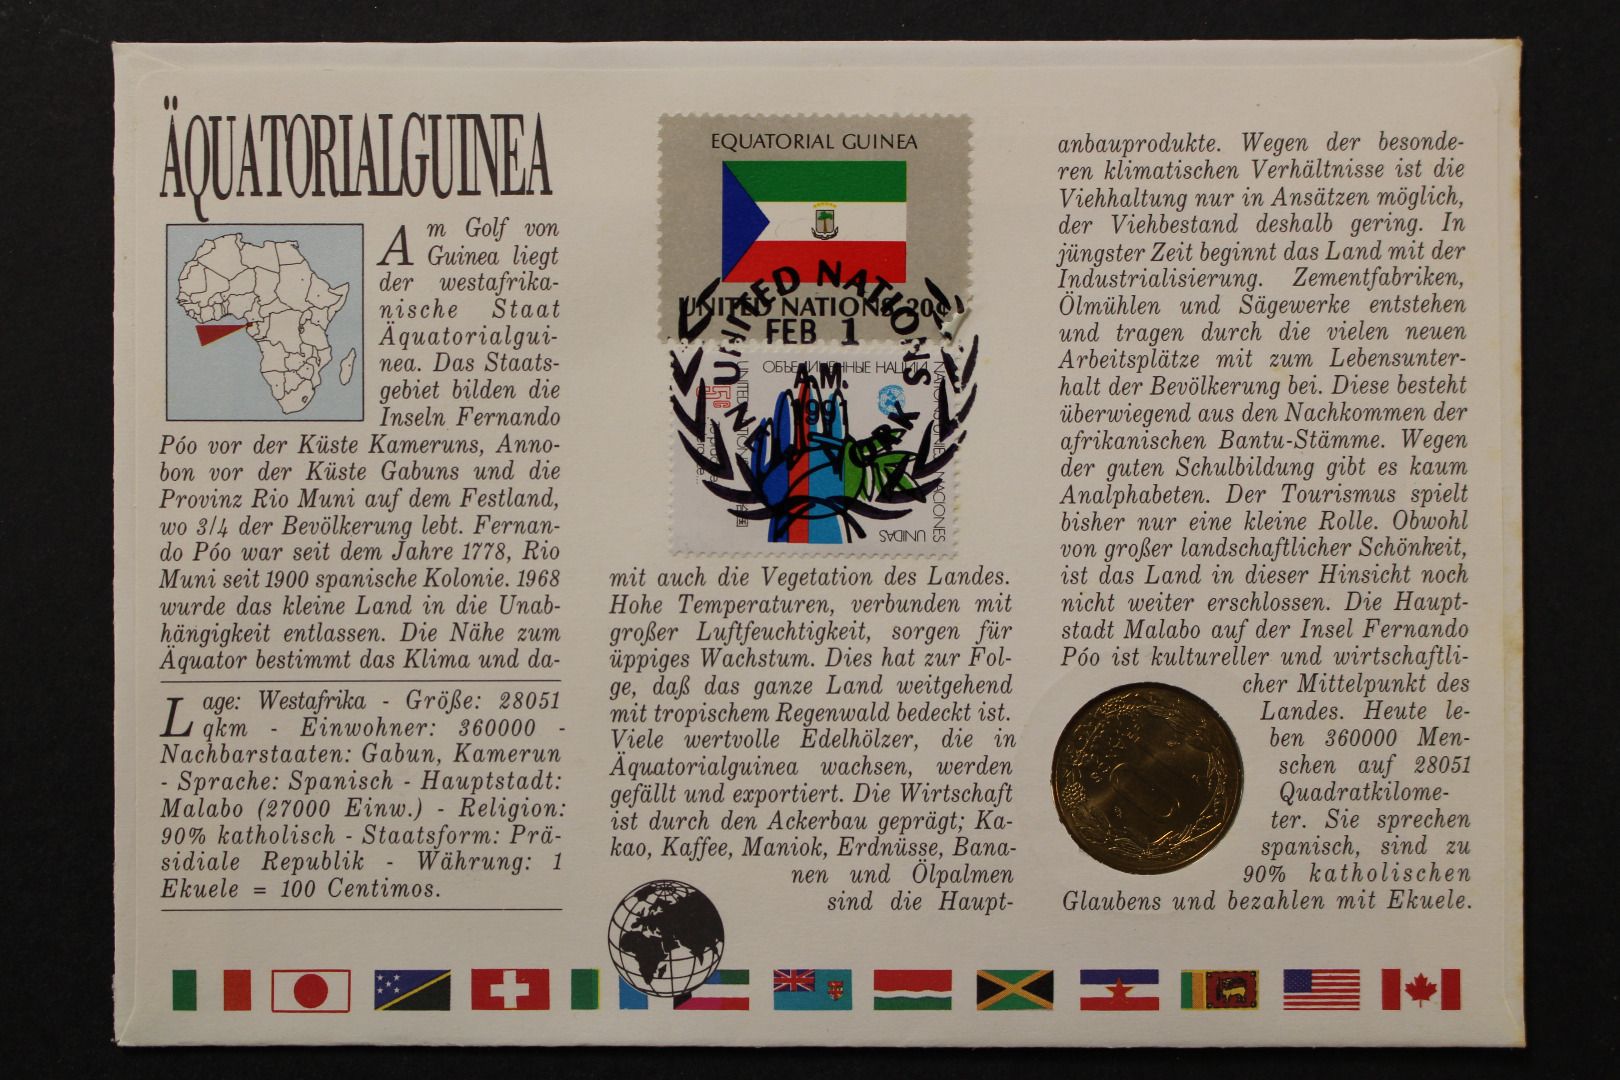 ÄQUATORIALGUINEA
Am Golf von
Guinea liegt
der westafrika-
nische Staat
Äquatorialgui-
nea. Das Staats-
gebiet bilden die
Inseln Fernando
Póo vor der Küste Kameruns, Anno-
bon vor der Küste Gabuns und die
Provinz Rio Muni auf dem Festland,
wo 3/4 der Bevölkerung lebt. Fernan-
do Póo war seit dem Jahre 1778, Rio
Muni seit 1900 spanische Kolonie. 1968
wurde das kleine Land in die Unab-
hängigkeit entlassen. Die Nähe zum
Äquator bestimmt das Klima und da-
Lage: Westafrika - Größe: 28051
qkm - Einwohner: 360000 -
Nachbarstaaten: Gabun, Kamerun
- Sprache: Spanisch - Hauptstadt:
Malabo (27000 Einw.) - Religion:
90% katholisch - Staatsform: Prä-
sidiale Republik - Währung: 1
Ekuele = 100 Centimos.
EQUATORIAL GUINEA
UNITED NATIONS 20¢
UNITED NATIONS
FEB 1
A.M.
1991
NEW YORK
ОБЪЕДИНЕННЫЕ НАЦИИ
NATIONS UNIES NACIONES
UNIDAS
15c
mit auch die Vegetation des Landes.
Hohe Temperaturen, verbunden mit
großer Luftfeuchtigkeit, sorgen für
üppiges Wachstum. Dies hat zur Fol-
ge, daß das ganze Land weitgehend
mit tropischem Regenwald bedeckt ist.
Viele wertvolle Edelhölzer, die in
Äquatorialguinea wachsen, werden
gefällt und exportiert. Die Wirtschaft
ist durch den Ackerbau geprägt; Ka-
kao, Kaffee, Maniok, Erdnüsse, Bana-
nen und Ölpalmen
sind die Haupt-
anbauprodukte. Wegen der besonde-
ren klimatischen Verhältnisse ist die
Viehhaltung nur in Ansätzen möglich,
der Viehbestand deshalb gering. In
jüngster Zeit beginnt das Land mit der
Industrialisierung. Zementfabriken,
Ölmühlen und Sägewerke entstehen
und tragen durch die vielen neuen
Arbeitsplätze mit zum Lebensunter-
halt der Bevölkerung bei. Diese besteht
überwiegend aus den Nachkommen der
afrikanischen Bantu-Stämme. Wegen
der guten Schulbildung gibt es kaum
Analphabeten. Der Tourismus spielt
bisher nur eine kleine Rolle. Obwohl
von großer landschaftlicher Schönheit,
ist das Land in dieser Hinsicht noch
nicht weiter erschlossen. Die Haupt-
stadt Malabo auf der Insel Fernando
Póo ist kultureller und wirtschaftli-
cher Mittelpunkt des
Landes. Heute le-
ben 360000 Men-
schen auf 28051
Quadratkilome-
ter. Sie sprechen
spanisch, sind zu
90% katholischen
Glaubens und bezahlen mit Ekuele.